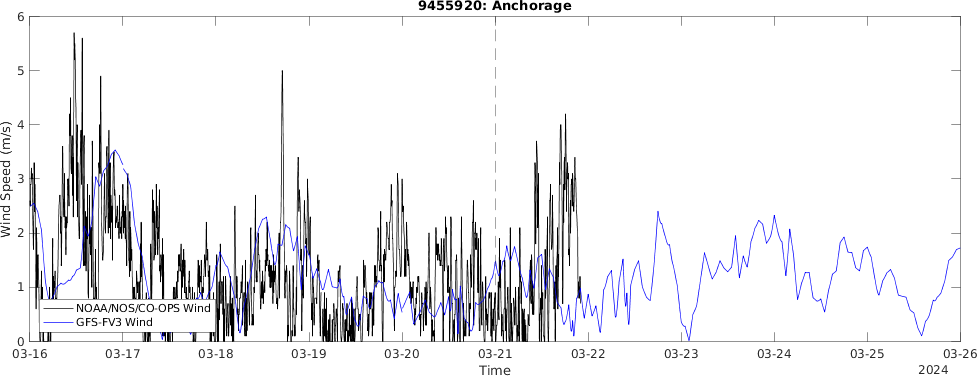 9455920: Anchorage
6
5
4
3
2
1
0
Wind Speed (m/s)
NOAA/NOS/CO-OPS Wind
GFS-FV3 Wind
03-16 03-17 03-18 03-19 03-20 03-21 03-22 03-23 03-24 03-25 03-26
Time
2024